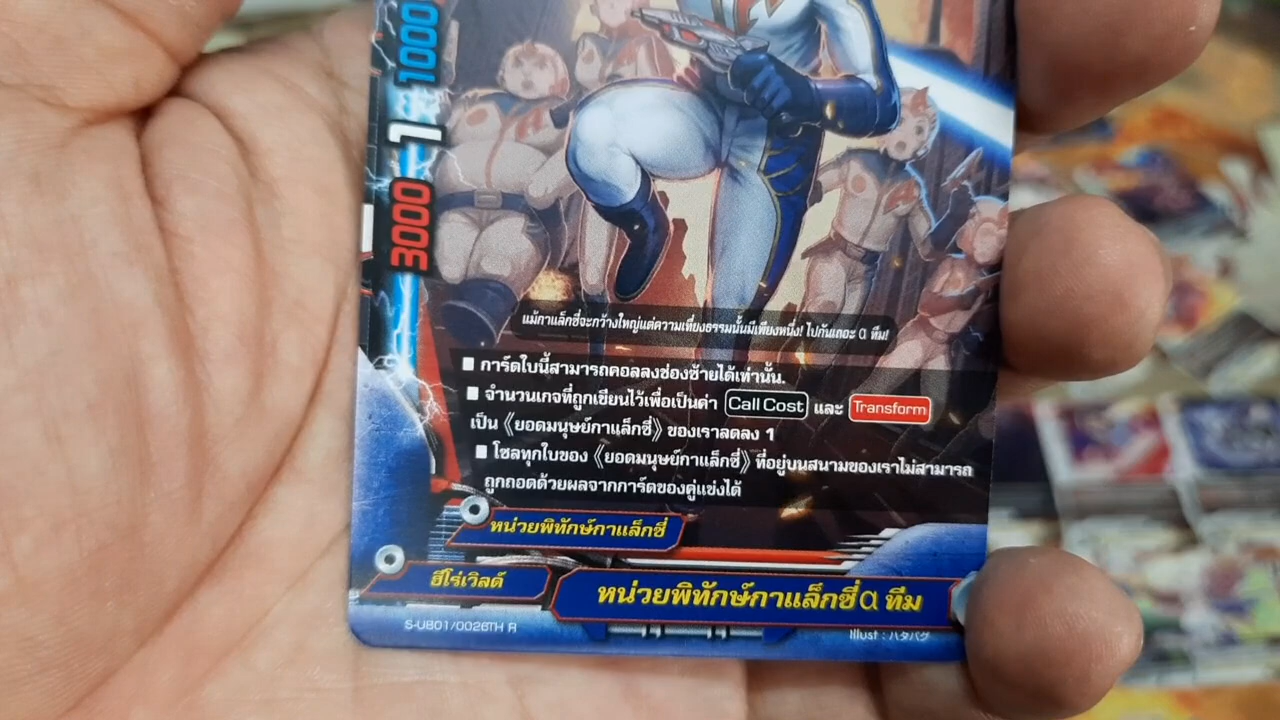 1000
1
3000
แม้กาแล็กซี่จะกว้างใหญ่แต่ความเที่ยงธรรมนั้นมีเพียงหนึ่ง! ไปกันเถอะ α ทีม!
■ การ์ดใบนี้สามารถคอลลงช่องซ้ายได้เท่านั้น.
■ จำนวนเกจที่ถูกเขียนไว้เพื่อเป็นค่า Call Cost และ Transform
เป็น《ยอดมนุษย์กาแล็กซี่》ของเราลดลง 1
■ โซลทุกใบของ《ยอดมนุษย์กาแล็กซี่》ที่อยู่บนสนามของเราไม่สามารถ
ถูกถอดด้วยผลจากการ์ดของคู่แข่งได้
หน่วยพิทักษ์กาแล็กซี่
ฮีโร่เวิลด์
หน่วยพิทักษ์กาแล็กซี่α ทีม
S-UB01/0026TH R
Illust : ハタパグ